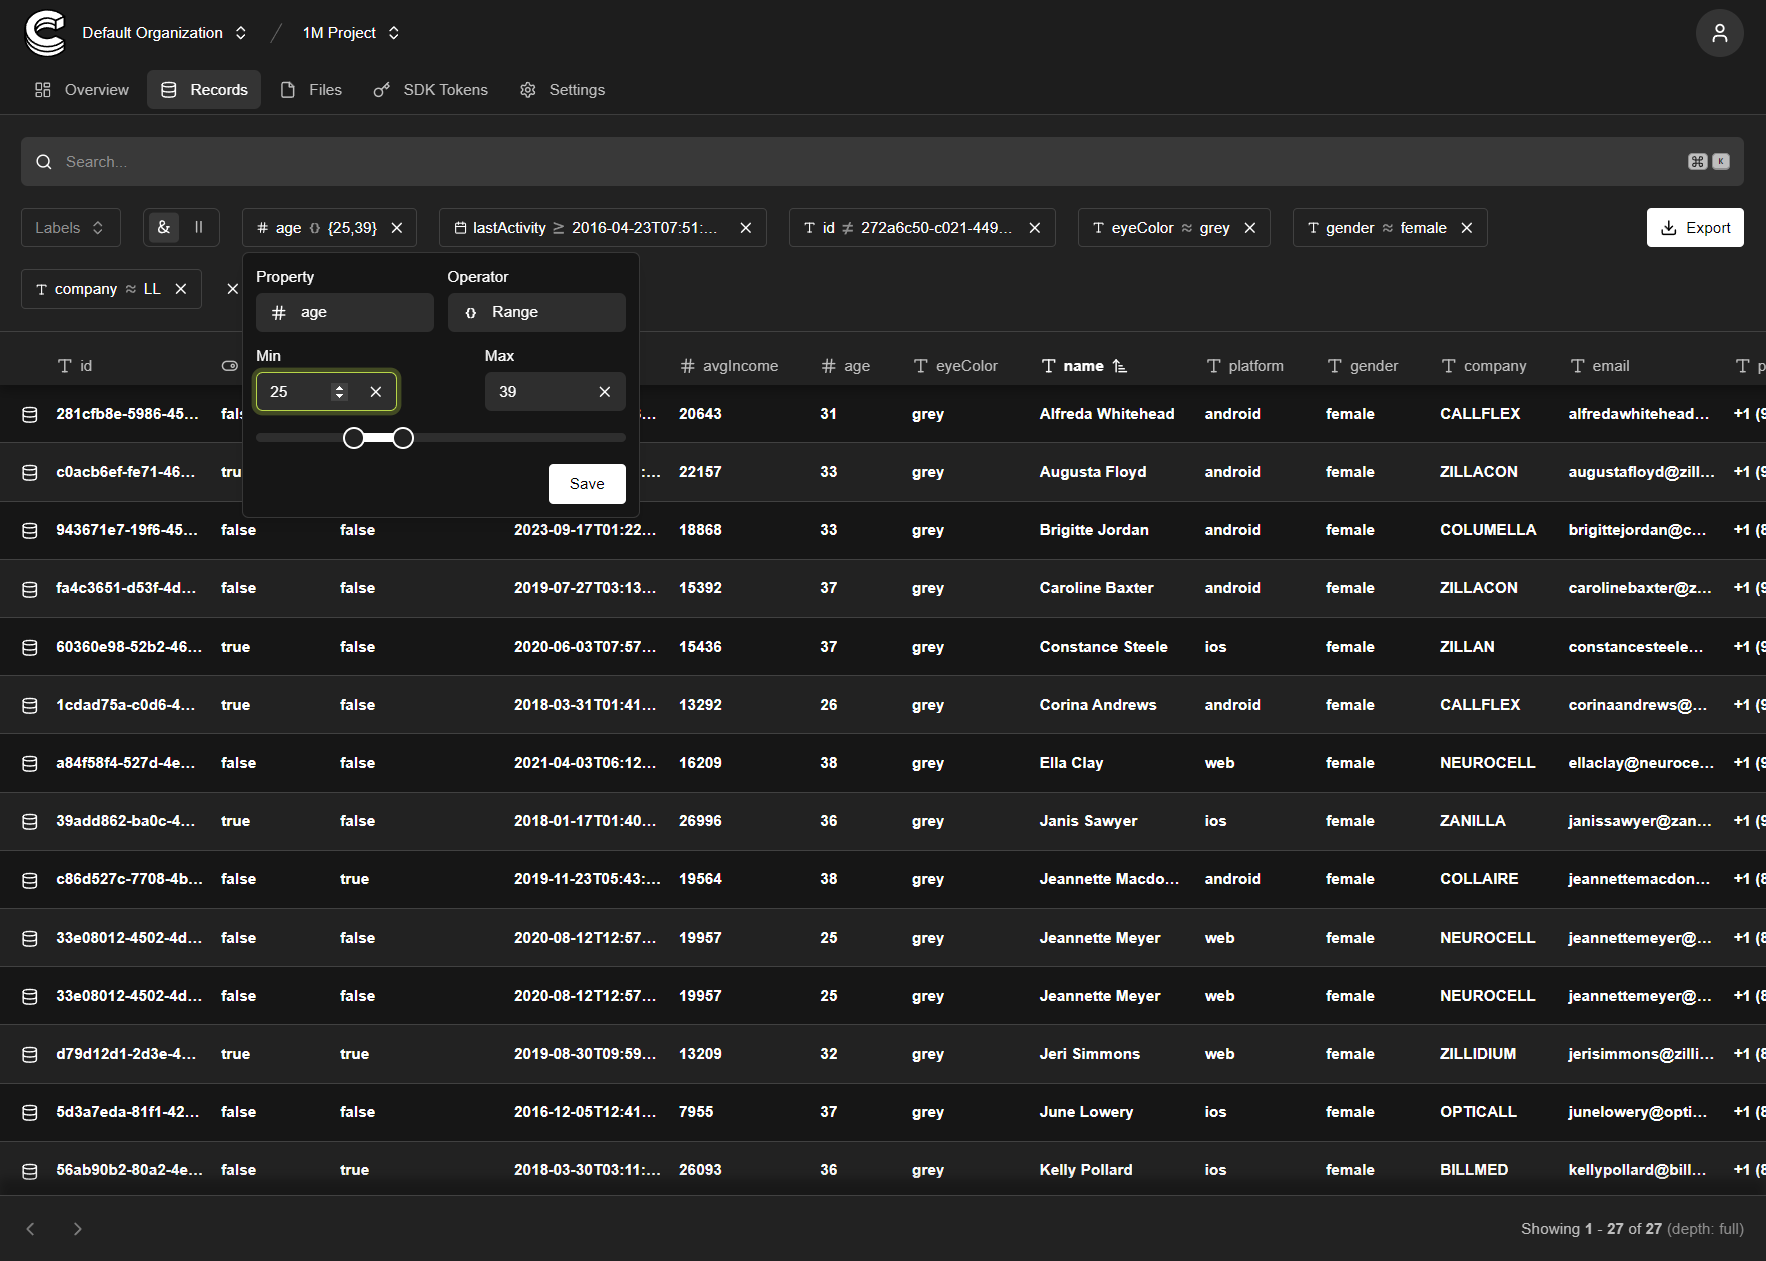 Default Organization / 1M Project
Overview Records Files SDK Tokens Settings
Search... ⌘ K
Labels & || # age {} {25,39} lastActivity ≥ 2016-04-23T07:51:... T id ≠ 272a6c50-c021-449... T eyeColor ≈ grey T gender ≈ female Export
T company ≈ LL
Property Operator
# age {} Range
Min Max
25 39
Save
T id # avgIncome # age T eyeColor T name T platform T gender T company T email T p
281cfb8e-5986-45... fal 20643 31 grey Alfreda Whitehead android female CALLFLEX alfredawhitehead... +1 (9
c0acb6ef-fe71-46... tru :... 22157 33 grey Augusta Floyd android female ZILLACON augustafloyd@zill... +1 (9
943671e7-19f6-45... false false 2023-09-17T01:22... 18868 33 grey Brigitte Jordan android female COLUMELLA brigittejordan@c... +1 (8
fa4c3651-d53f-4d... false false 2019-07-27T03:13... 15392 37 grey Caroline Baxter android female ZILLACON carolinebaxter@z... +1 (9
60360e98-52b2-46... true false 2020-06-03T07:57... 15436 37 grey Constance Steele ios female ZILLAN constancesteele... +1 (9
1cdad75a-c0d6-4... true false 2018-03-31T01:41... 13292 26 grey Corina Andrews android female CALLFLEX corinaandrews@... +1 (9
a84f58f4-527d-4e... false false 2021-04-03T06:12... 16209 38 grey Ella Clay web female NEUROCELL ellaclay@neuroce... +1 (9
39add862-ba0c-4... true false 2018-01-17T01:40... 26996 36 grey Janis Sawyer ios female ZANILLA janissawyer@zan... +1 (9
c86d527c-7708-4b... false true 2019-11-23T05:43:... 19564 38 grey Jeannette Macdo... android female COLLAIRE jeannettemacdon... +1 (8
33e08012-4502-4d... false false 2020-08-12T12:57... 19957 25 grey Jeannette Meyer web female NEUROCELL jeannettemeyer@... +1 (8
33e08012-4502-4d... false false 2020-08-12T12:57... 19957 25 grey Jeannette Meyer web female NEUROCELL jeannettemeyer@... +1 (8
d79d12d1-2d3e-4... true true 2019-08-30T09:59... 13209 32 grey Jeri Simmons web female ZILLIDIUM jerisimmons@zilli... +1 (8
5d3a7eda-81f1-42... false false 2016-12-05T12:41... 7955 37 grey June Lowery ios female OPTICALL junelowery@opti... +1 (8
56ab90b2-80a2-4e... false true 2018-03-30T03:11:... 26093 36 grey Kelly Pollard ios female BILLMED kellypollard@bill... +1 (8
Showing 1 - 27 of 27 (depth: full)